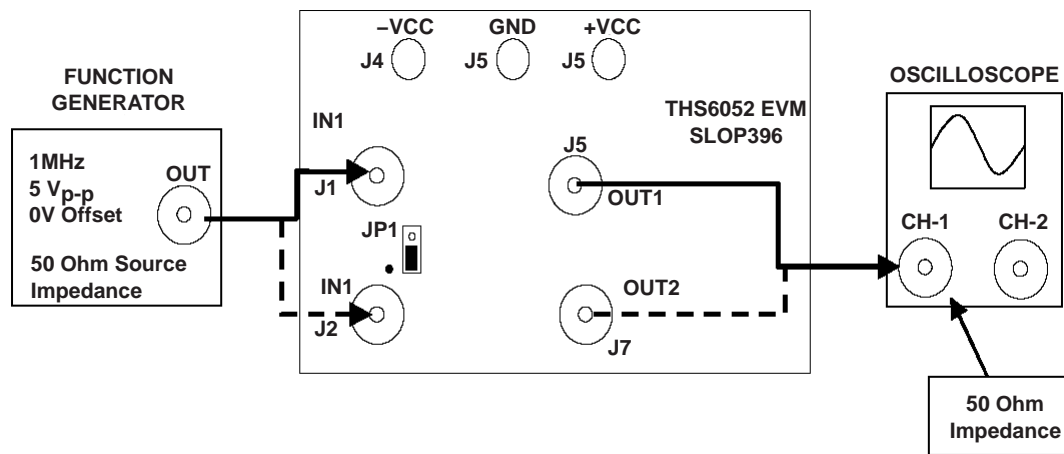 –VCC
GND
+VCC
J4
J5
J5
FUNCTION
GENERATOR
OSCILLOSCOPE
THS6052 EVM
SLOP396
IN1
J5
1MHz
5 Vp-p
0V Offset
OUT
J1
OUT1
JP1
CH-1
CH-2
50 Ohm Source
Impedance
IN1
OUT2
J2
J7
50 Ohm
Impedance